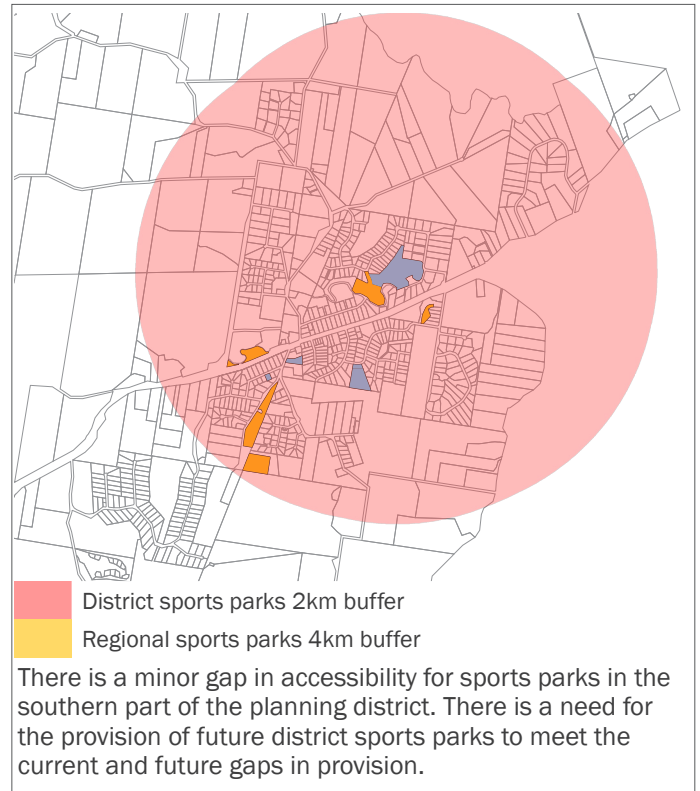 District sports parks 2km buffer
Regional sports parks 4km buffer
There is a minor gap in accessibility for sports parks in the
southern part of the planning district. There is a need for
the provision of future district sports parks to meet the
current and future gaps in provision.